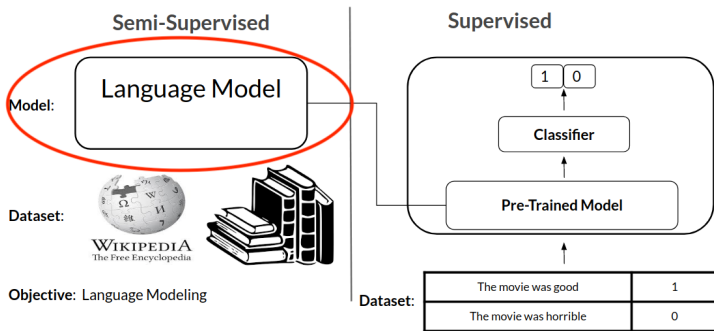 Semi-Supervised
Model:
Language Model
Dataset:
Ω
W
И
WIKIPEDIA
The Free Encyclopedia
Objective: Language Modeling
Supervised
1 0
Classifier
Pre-Trained Model
Dataset:
The movie was good 1
The movie was horrible 0